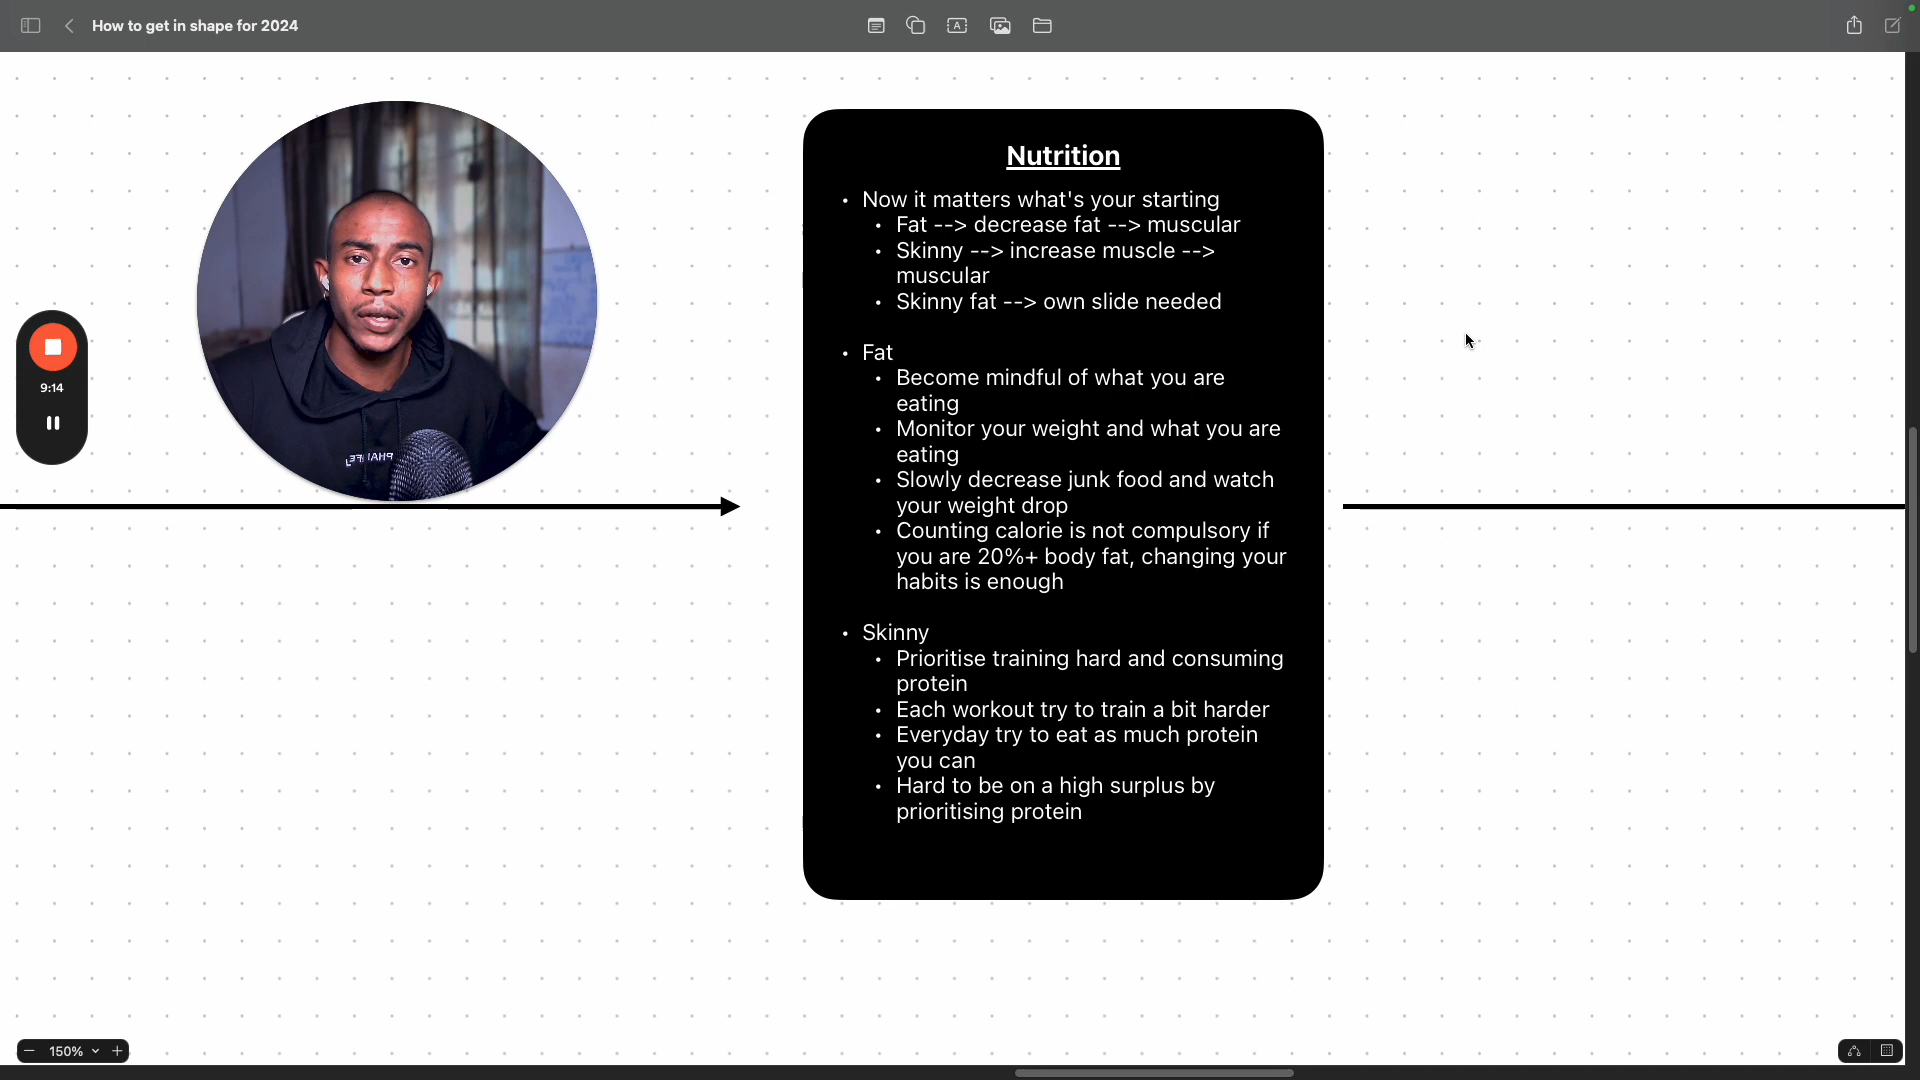 How to get in shape for 2024
Nutrition
• Now it matters what's your starting
• Fat --> decrease fat --> muscular
• Skinny --> increase muscle -->
muscular
• Skinny fat --> own slide needed
• Fat
• Become mindful of what you are
eating
• Monitor your weight and what you are
eating
• Slowly decrease junk food and watch
your weight drop
• Counting calorie is not compulsory if
you are 20%+ body fat, changing your
habits is enough
• Skinny
• Prioritise training hard and consuming
protein
• Each workout try to train a bit harder
• Everyday try to eat as much protein
you can
• Hard to be on a high surplus by
prioritising protein
9:14
150%